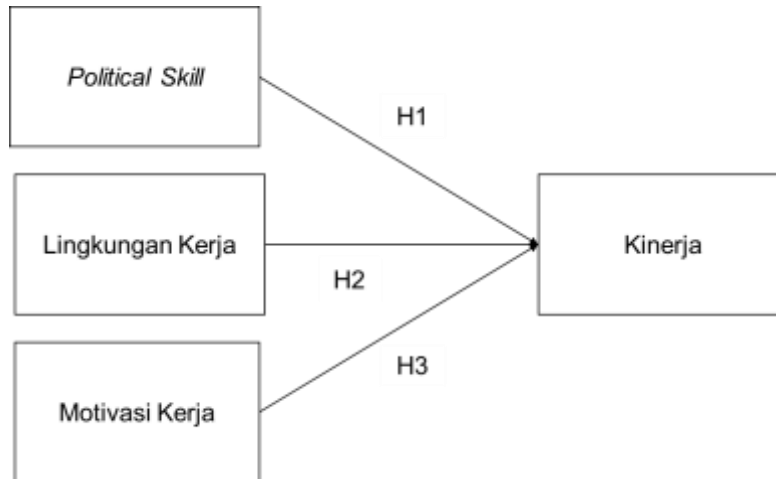 Political Skill
H1
Lingkungan Kerja
Kinerja
H2
H3
Motivasi Kerja